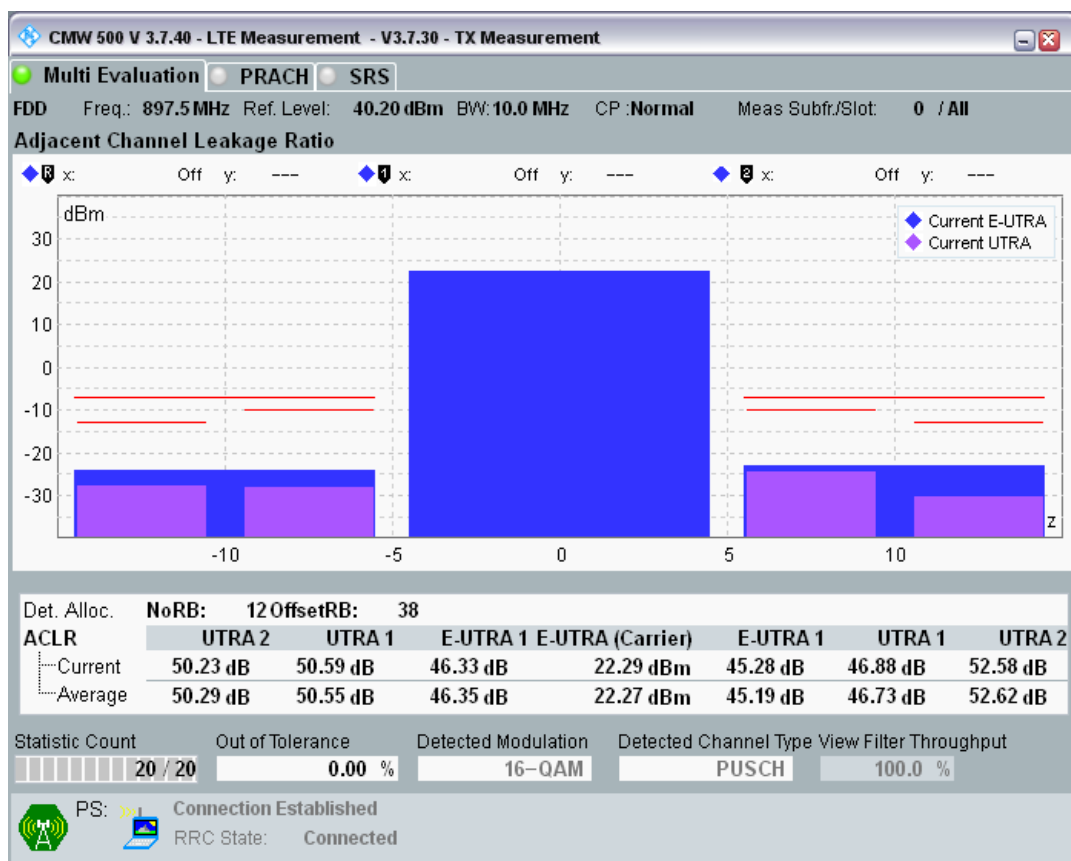 CMW 500 V 3.7.40 - LTE Measurement - V3.7.30 - TX Measurement
Multi Evaluation PRACH SRS
FDD Freq.: 897.5 MHz Ref. Level: 40.20 dBm BW: 10.0 MHz CP :Normal Meas Subfr./Slot: 0 / All
Adjacent Channel Leakage Ratio
R x: Off y: --- 1 x: Off y: --- 2 x: Off y: ---
dBm
Current E-UTRA
Current UTRA
30
20
10
0
-10
-20
-30
z
-10 -5 0 5 10
Det. Alloc. NoRB: 12 OffsetRB: 38
ACLR UTRA 2 UTRA 1 E-UTRA 1 E-UTRA (Carrier) E-UTRA 1 UTRA 1 UTRA 2
Current 50.23 dB 50.59 dB 46.33 dB 22.29 dBm 45.28 dB 46.88 dB 52.58 dB
Average 50.29 dB 50.55 dB 46.35 dB 22.27 dBm 45.19 dB 46.73 dB 52.62 dB
Statistic Count Out of Tolerance Detected Modulation Detected Channel Type View Filter Throughput
20 / 20 0.00 % 16-QAM PUSCH 100.0 %
PS: Connection Established
RRC State: Connected